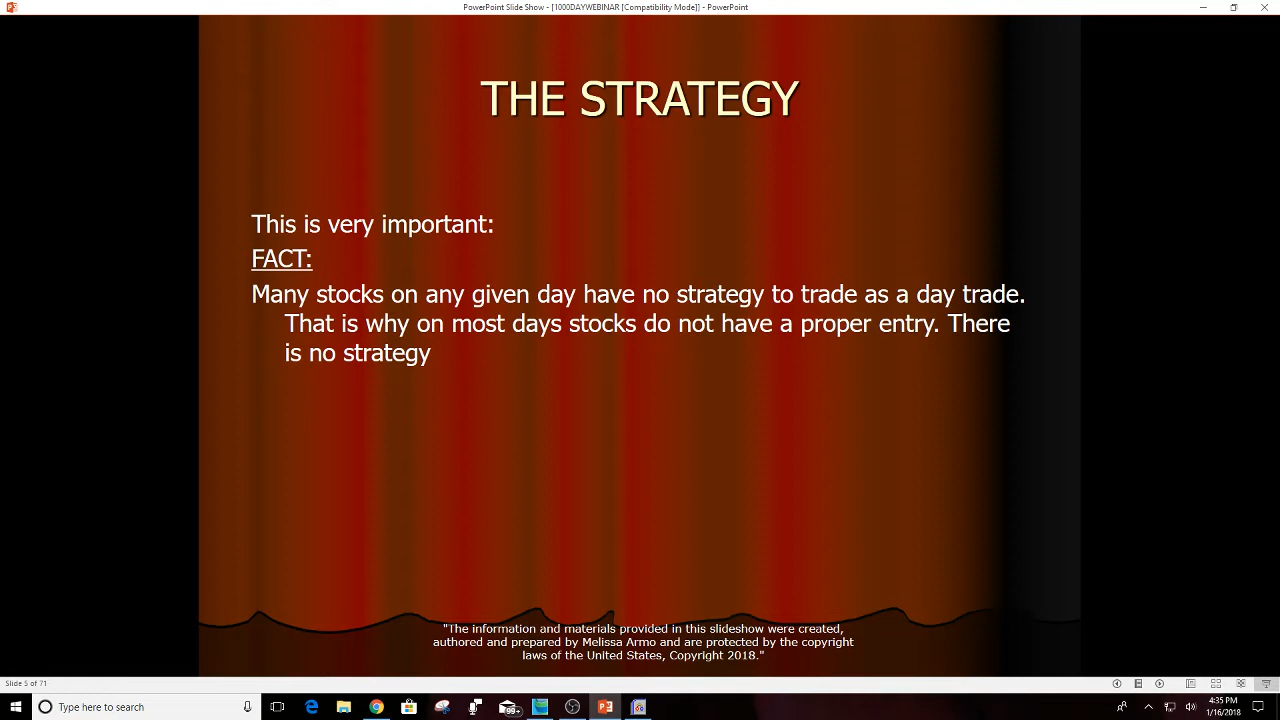 PowerPoint Slide Show - [1000DAYWEBINAR [Compatibility Mode]] - PowerPoint
THE STRATEGY
This is very important:
FACT:
Many stocks on any given day have no strategy to trade as a day trade.
That is why on most days stocks do not have a proper entry. There
is no strategy
"The information and materials provided in this slideshow were created,
authored and prepared by Melissa Armo and are protected by the copyright
laws of the United States, Copyright 2018."
Slide 5 of 71
Type here to search
99+
4:35 PM
1/16/2018